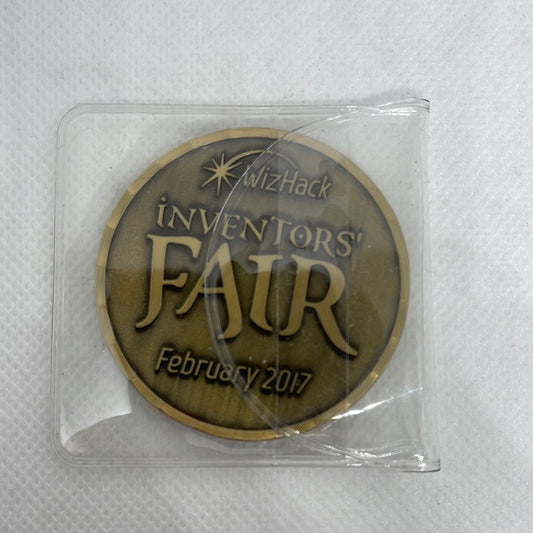 WizHack
iNVENTORS'
FAIR
February 2017